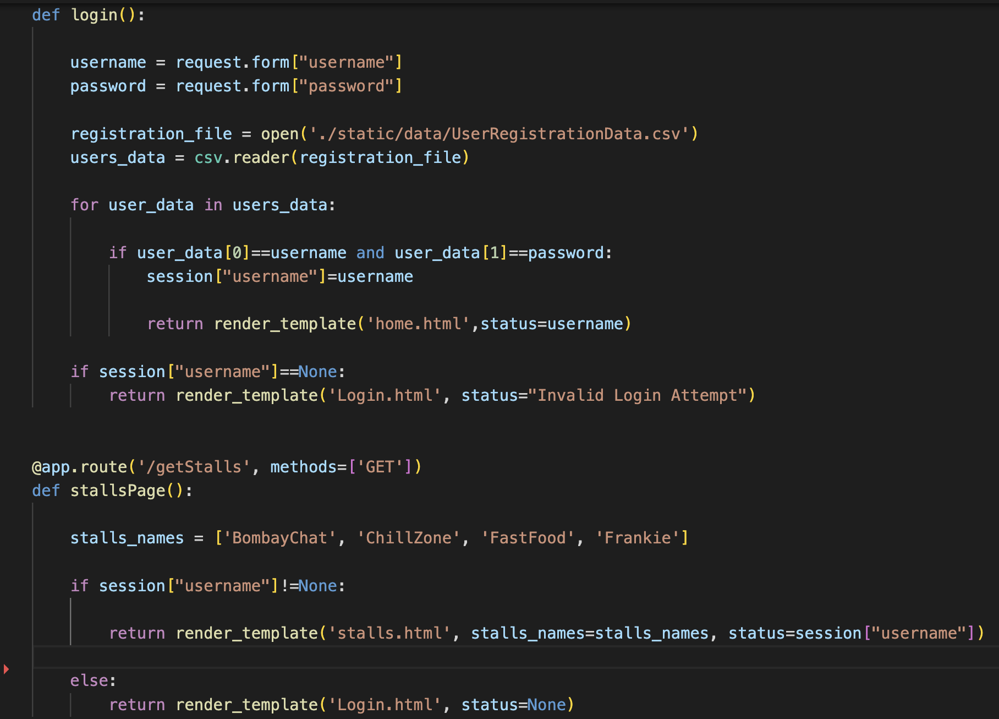 def login():
username = request.form["username"]
password = request.form["password"]
registration_file = open('./static/data/UserRegistrationData.csv')
users_data = csv.reader(registration_file)
for user_data in users_data:
if user_data[0]==username and user_data[1]==password:
session["username"]=username
return render_template('home.html',status=username)
if session["username"]==None:
return render_template('Login.html', status="Invalid Login Attempt")
@app.route('/getStalls', methods=['GET'])
def stallsPage():
stalls_names = ['BombayChat', 'ChillZone', 'FastFood', 'Frankie']
if session["username"]!=None:
return render_template('stalls.html', stalls_names=stalls_names, status=session["username"])
else:
return render_template('Login.html', status=None)